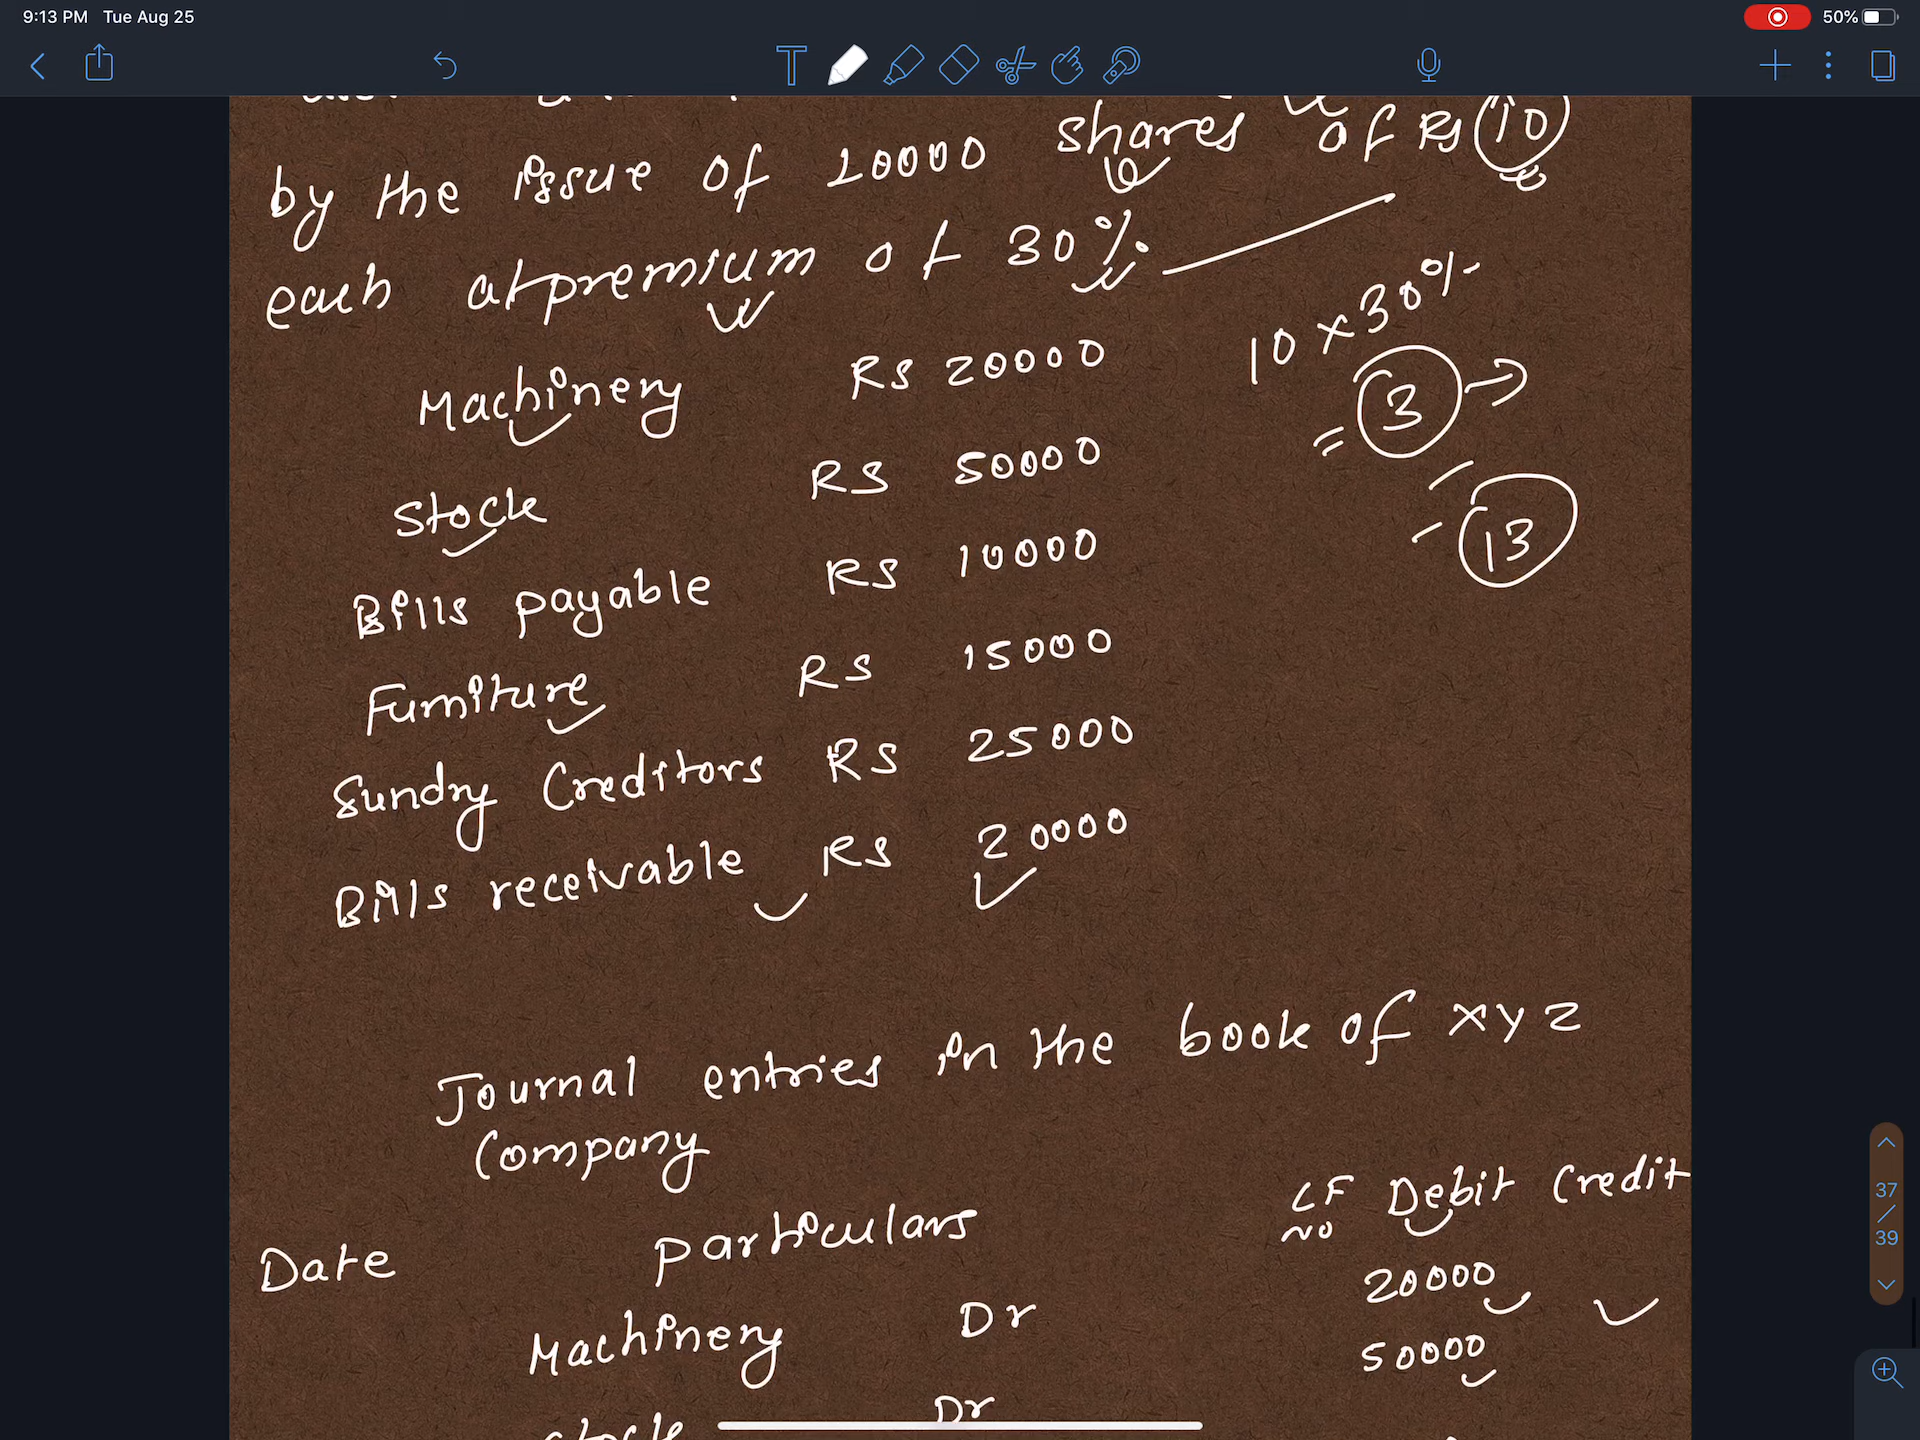 9:13 PM Tue Aug 25
50%
by the issue of 10000 shares of Rs 10
each at premium of 30%
10 x 30%
= 3
13
Machinery Rs 20000
Stock Rs 50000
Bills payable Rs 10000
Furniture Rs 15000
Sundry Creditors Rs 25000
Bills receivable Rs 20000
Journal entries in the book of xyz
Company
Date Particulars LF No Debit Credit
Machinery Dr 20000
Stock Dr 50000
37
/
39